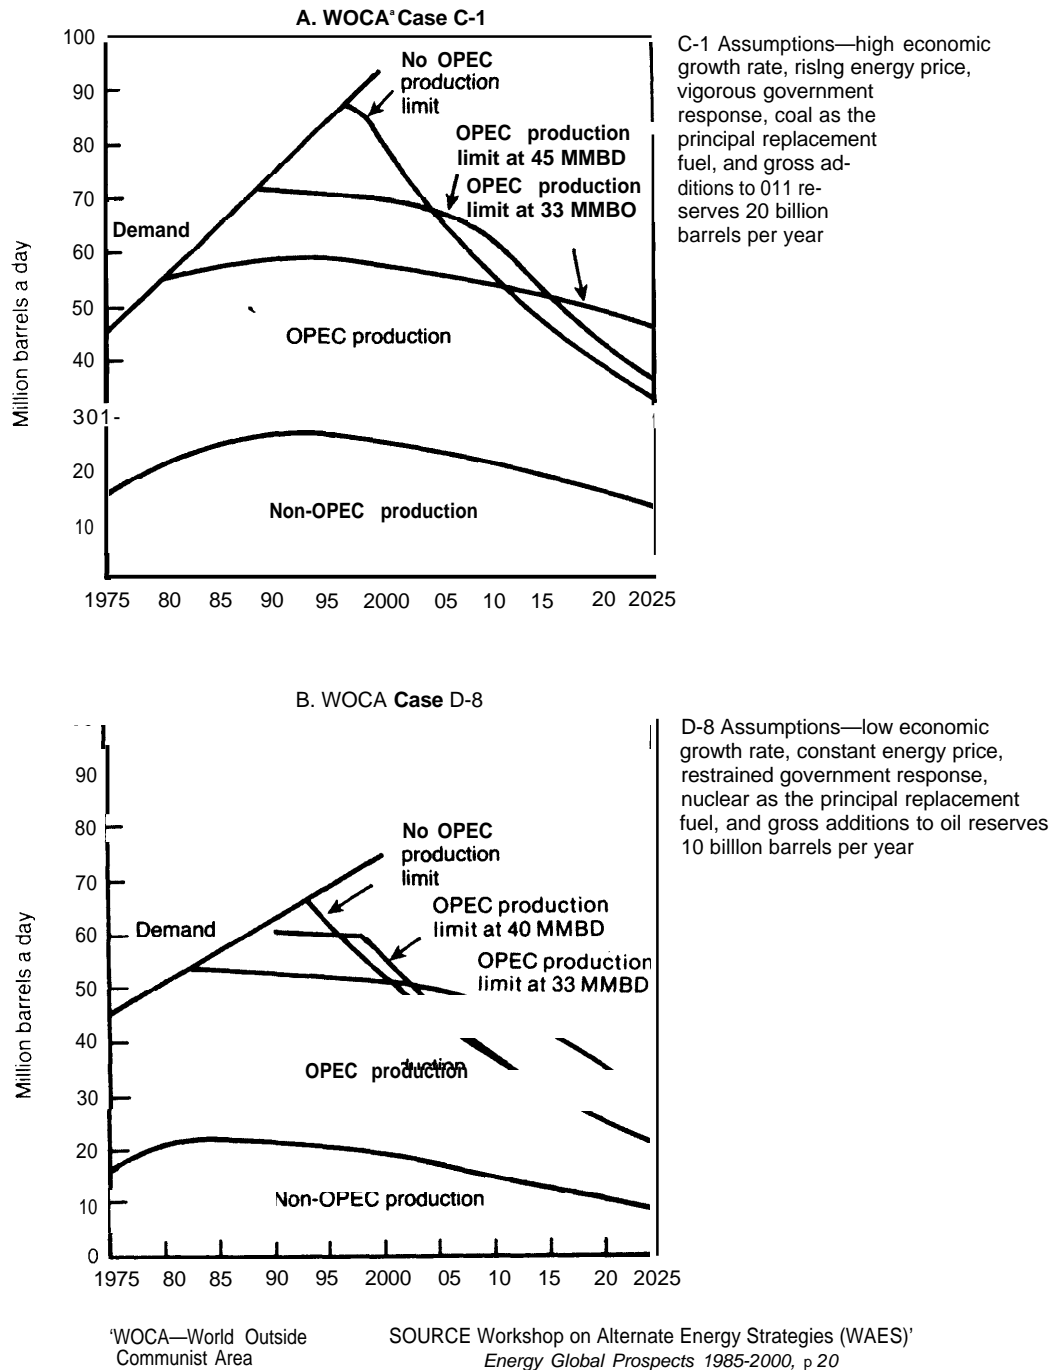 A. WOCAª Case C-1
100
90
80
70
60
50
40
301-
20
10
Million barrels a day
No OPEC
production
limit
OPEC production
limit at 45 MMBD
OPEC production
limit at 33 MMBO
Demand
OPEC production
Non-OPEC production
1975 80 85 90 95 2000 05 10 15 20 2025
C-1 Assumptions—high economic
growth rate, rislng energy price,
vigorous government
response, coal as the
principal replacement
fuel, and gross ad-
ditions to 011 re-
serves 20 billion
barrels per year
B. WOCA Case D-8
90
80
70
60
50
40
30
20
10
0
Million barrels a day
No OPEC
production
limit
OPEC production
limit at 40 MMBD
OPEC production
limit at 33 MMBD
Demand
OPEC production
Non-OPEC production
1975 80 85 90 95 2000 05 10 15 20 2025
D-8 Assumptions—low economic
growth rate, constant energy price,
restrained government response,
nuclear as the principal replacement
fuel, and gross additions to oil reserves
10 billlon barrels per year
‘WOCA—World Outside
Communist Area
SOURCE Workshop on Alternate Energy Strategies (WAES)’
Energy Global Prospects 1985-2000, p 20